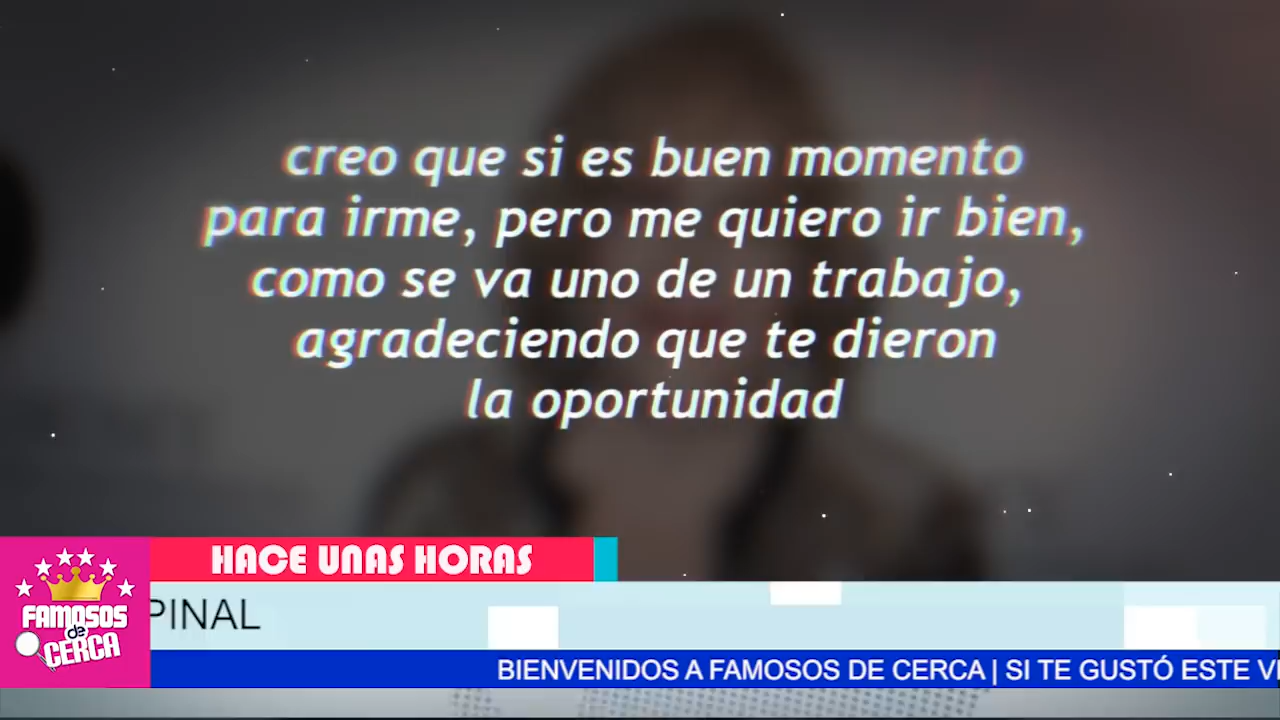 creo que si es buen momento
para irme, pero me quiero ir bien,
como se va uno de un trabajo,
agradeciendo que te dieron
la oportunidad
HACE UNAS HORAS
PINAL
FAMOSOS
de
CERCA
BIENVENIDOS A FAMOSOS DE CERCA | SI TE GUSTÓ ESTE